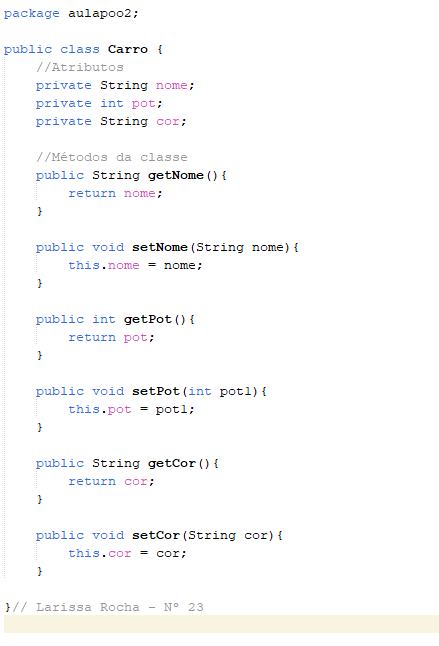 package aulapoo2;
public class Carro {
//Atributos
private String nome;
private int pot;
private String cor;
//Métodos da classe
public String getNome(){
return nome;
}
public void setNome(String nome){
this.nome = nome;
}
public int getPot(){
return pot;
}
public void setPot(int pot1){
this.pot = pot1;
}
public String getCor(){
return cor;
}
public void setCor(String cor){
this.cor = cor;
}
}// Larissa Rocha - N° 23